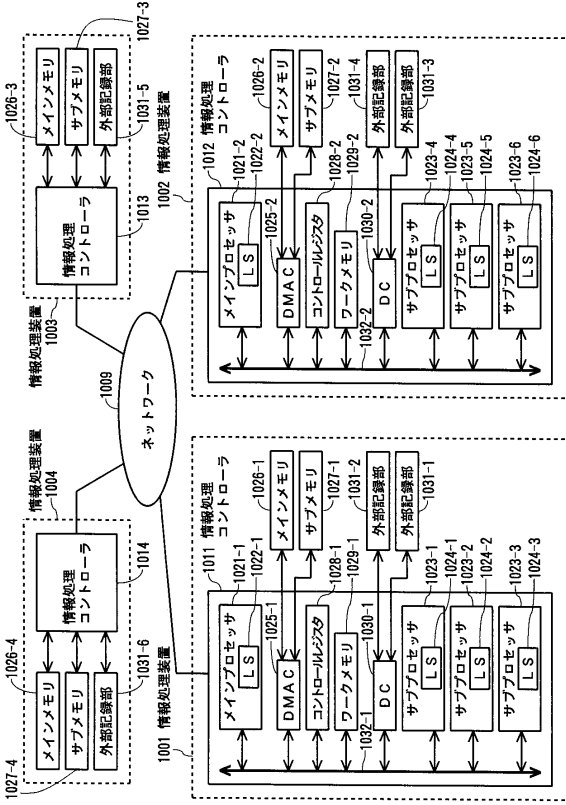 1027-4
1026-4
メインメモリ
サブメモリ
外部記録部
1031-6
情報処理装置
1004
情報処理
コントローラ
1014
情報処理装置
1003
情報処理
コントローラ
1013
1026-3
1027-3
メインメモリ
サブメモリ
外部記録部
1031-5
1009
ネットワーク
1001 情報処理装置
1011 情報処理
コントローラ
メインプロセッサ
1021-1
LS
1022-1
DMAC
1025-1
メインメモリ
1026-1
サブメモリ
1027-1
コントロールレジスタ
1028-1
ワークメモリ
1029-1
DC
1030-1
外部記録部
1031-2
外部記録部
1031-1
1032-1
サブプロセッサ
1023-1
LS
1024-1
サブプロセッサ
1023-2
LS
1024-2
サブプロセッサ
1023-3
LS
1024-3
1002 情報処理装置
1012 情報処理
コントローラ
メインプロセッサ
1021-2
LS
1022-2
DMAC
1025-2
メインメモリ
1026-2
サブメモリ
1027-2
コントロールレジスタ
1028-2
ワークメモリ
1029-2
DC
1030-2
外部記録部
1031-4
外部記録部
1031-3
1032-2
サブプロセッサ
1023-4
LS
1024-4
サブプロセッサ
1023-5
LS
1024-5
サブプロセッサ
1023-6
LS
1024-6